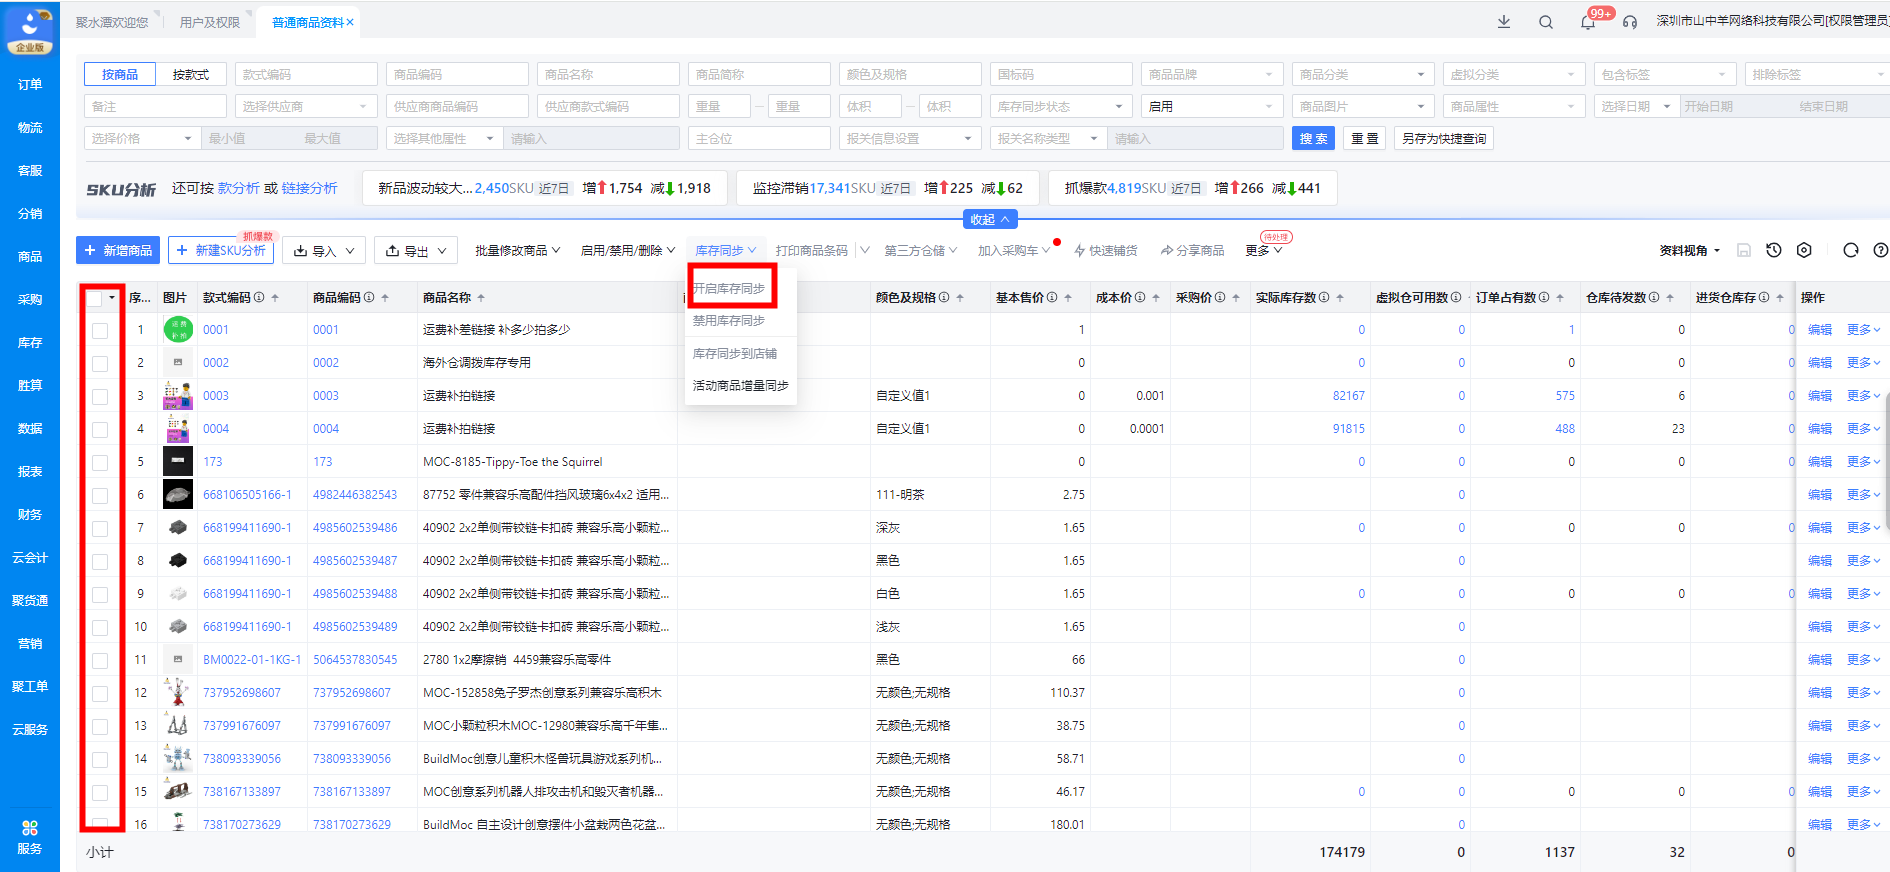 聚水潭欢迎您 用户及权限 普通商品资料× 99+ 深圳市山中羊网络科技有限公司[权限管理员
企业版
订单
物流
客服
分销
商品
采购
库存
胜算
数据
报表
财务
云会计
聚货通
营销
聚工单
云服务
服务
按商品 按款式 款式编码 商品编码 商品名称 商品简称 颜色及规格 国标码 商品品牌 商品分类 虚拟分类 包含标签 排除标签
备注 选择供应商 供应商商品编码 供应商款式编码 重量 — 重量 体积 — 体积 库存同步状态 启用 商品图片 商品属性 选择日期 开始日期 结束日期
选择价格 最小值 最大值 选择其他属性 请输入 主仓位 报关信息设置 报关名称类型 请输入 搜 索 重 置 另存为快捷查询
SKU分析 还可按 款分析 或 链接分析 新品波动较大...2,450SKU 近7日 增1,754 减1,918 监控滞销17,341SKU 近7日 增225 减62 抓爆款4,819SKU 近7日 增266 减441
收起
抓爆款 待处理
+ 新增商品 + 新建SKU分析 导入 导出 批量修改商品 启用/禁用/删除 库存同步 打印商品条码 第三方仓储 加入采购车 快速铺货 分享商品 更多 资料视角
开启库存同步
禁用库存同步
库存同步到店铺
活动商品增量同步
序... 图片 款式编码 商品编码 商品名称 颜色及规格 基本售价 成本价 采购价 实际库存数 虚拟仓可用数 订单占有数 仓库待发数 进货仓库存 操作
1 运费 补拍 0001 0001 运费补差链接 补多少拍多少 1 0 0 1 0 0 编辑 更多
2 0002 0002 海外仓调拨库存专用 0 0 0 0 0 0 编辑 更多
3 0003 0003 运费补拍链接 自定义值1 0 0.001 82167 0 575 6 0 编辑 更多
4 0004 0004 运费补拍链接 自定义值1 0 0.0001 91815 0 488 23 0 编辑 更多
5 173 173 MOC-8185-Tippy-Toe the Squirrel 0 0 0 0 0 0 编辑 更多
6 668106505166-1 4982446382543 87752 零件兼容乐高配件挡风玻璃6x4x2 适用... 111-明茶 2.75 0 编辑 更多
7 668199411690-1 4985602539486 40902 2x2单侧带铰链卡扣砖 兼容乐高小颗粒... 深灰 1.65 0 0 0 0 0 编辑 更多
8 668199411690-1 4985602539487 40902 2x2单侧带铰链卡扣砖 兼容乐高小颗粒... 黑色 1.65 0 编辑 更多
9 668199411690-1 4985602539488 40902 2x2单侧带铰链卡扣砖 兼容乐高小颗粒... 白色 1.65 0 0 0 0 0 编辑 更多
10 668199411690-1 4985602539489 40902 2x2单侧带铰链卡扣砖 兼容乐高小颗粒... 浅灰 1.65 0 编辑 更多
11 BM0022-01-1KG-1 5064537830545 2780 1x2摩擦销 4459兼容乐高零件 黑色 66 0 编辑 更多
12 737952698607 737952698607 MOC-152858兔子罗杰创意系列兼容乐高积木 无颜色;无规格 110.37 0 编辑 更多
13 737991676097 737991676097 MOC小颗粒积木MOC-12980兼容乐高千年隼... 无颜色;无规格 38.75 0 编辑 更多
14 738093339056 738093339056 BuildMoc创意儿童积木怪兽玩具游戏系列机... 无颜色;无规格 58.71 0 编辑 更多
15 738167133897 738167133897 MOC创意系列机器人排攻击机和毁灭者机器... 无颜色;无规格 46.17 0 0 0 0 0 编辑 更多
16 738170273629 738170273629 BuildMoc 自主设计创意摆件小盆栽两色花盆... 无颜色;无规格 180.01 0 编辑 更多
小计 174179 0 1137 32 0